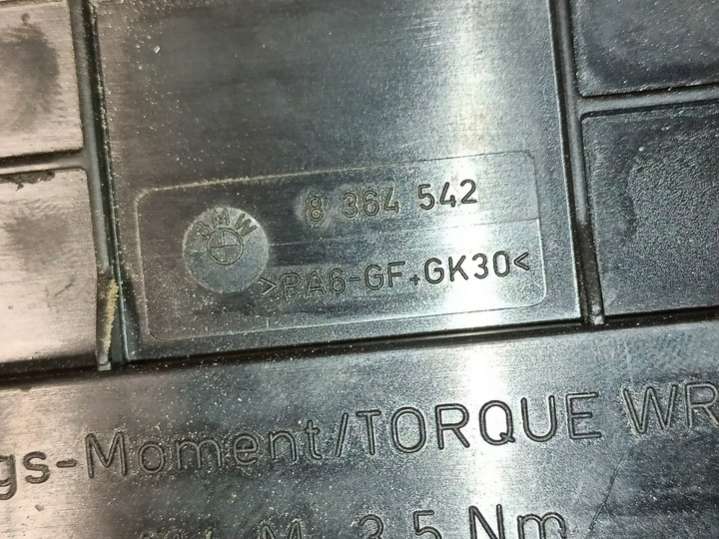 8 364 542
BMW
>PA6-GF+GK30<
gs-Moment/TORQUE WR
M 3,5 Nm